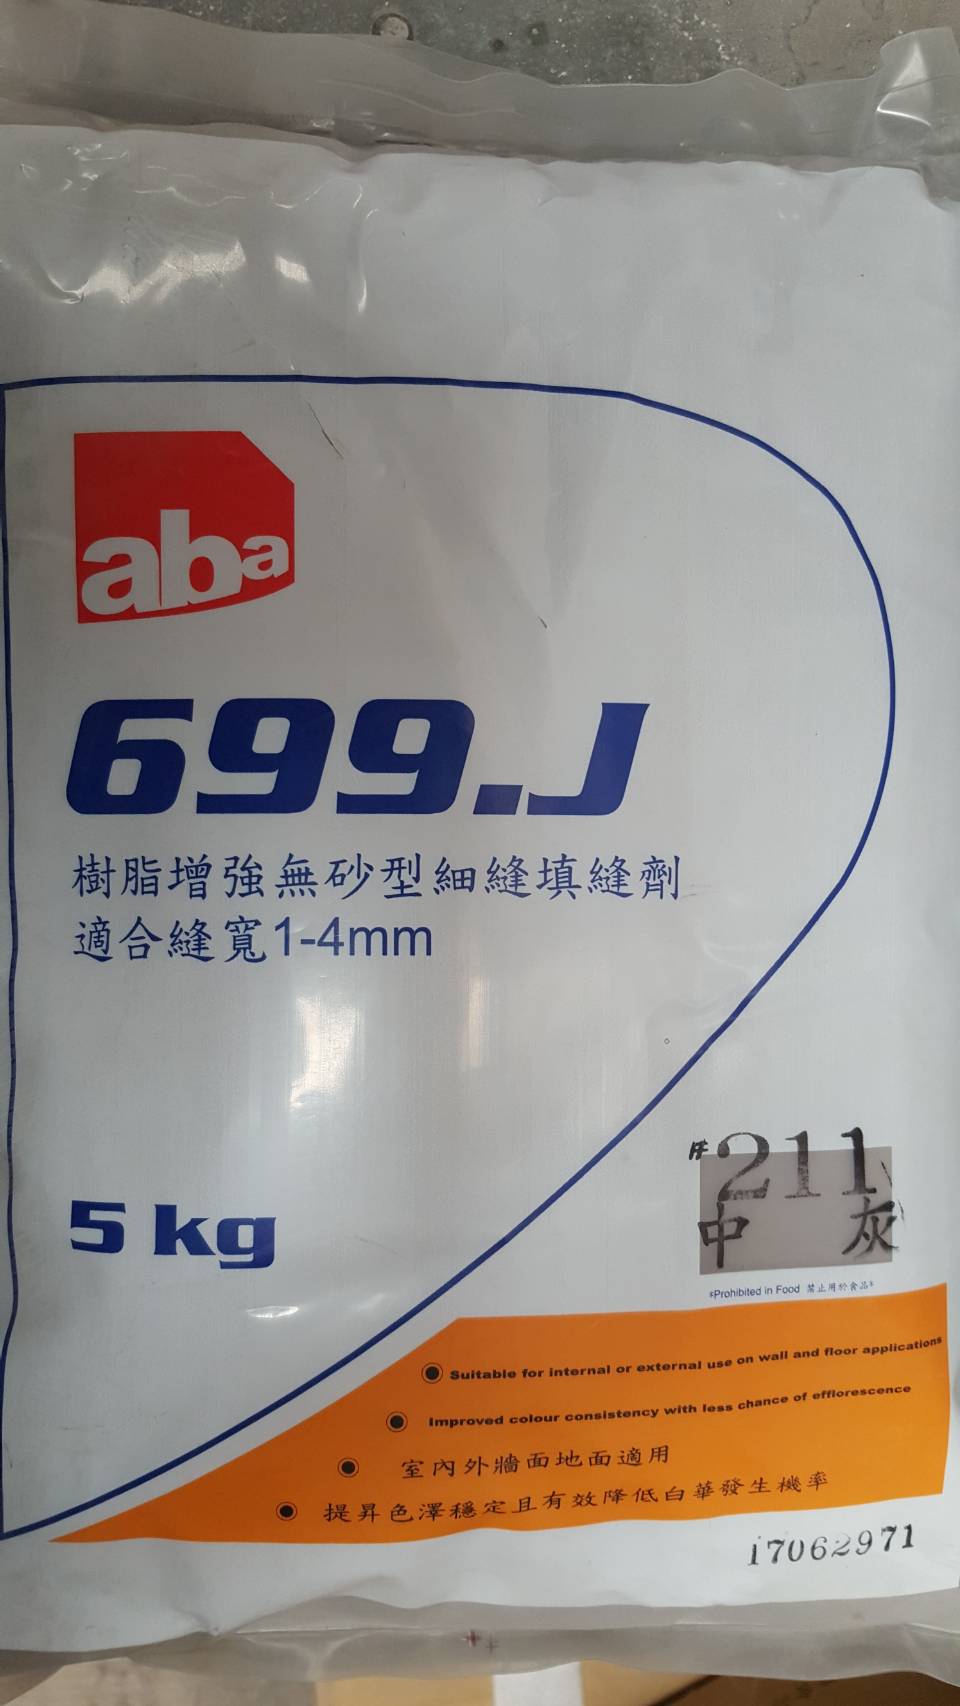 aba
699.J
樹脂增強無砂型細縫填縫劑
適合縫寬1-4mm
5 kg
#211
中 灰
*Prohibited in Food 禁止用於食品*
Suitable for internal or external use on wall and floor applications
Improved colour consistency with less chance of efflorescence
室內外牆面地面適用
提昇色澤穩定且有效降低白華發生機率
17062971